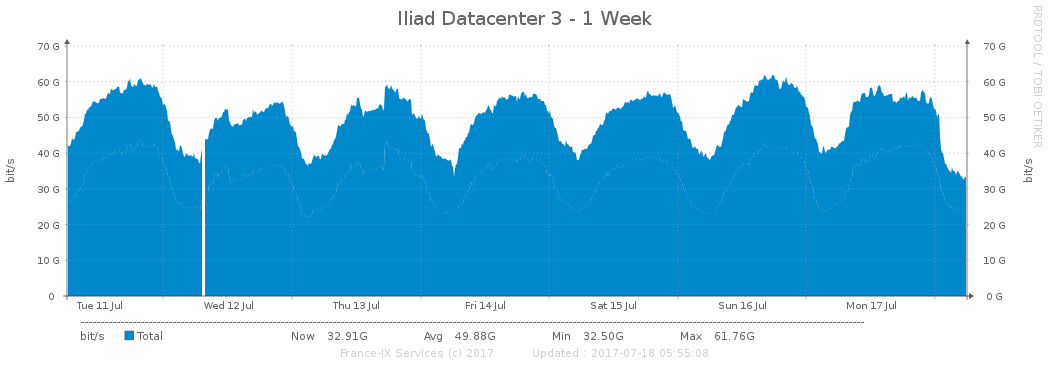 Iliad Datacenter 3 - 1 Week
RRDTOOL / TOBI OETIKER
70 G 70 G
60 G 60 G
50 G 50 G
40 G 40 G
30 G 30 G
20 G 20 G
10 G 10 G
0 0 G
bit/s bit/s
Tue 11 Jul Wed 12 Jul Thu 13 Jul Fri 14 Jul Sat 15 Jul Sun 16 Jul Mon 17 Jul
bit/s Total Now 32.91G Avg 49.88G Min 32.50G Max 61.76G
France-IX Services (c) 2017 Updated : 2017-07-18 05:55:08